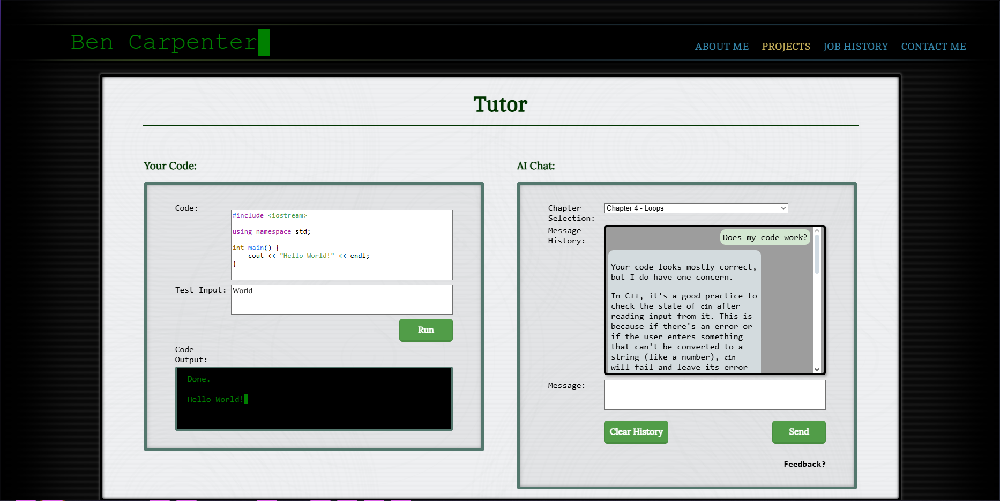 Ben Carpenter
ABOUT ME PROJECTS JOB HISTORY CONTACT ME
Tutor
Your Code:
Code:
#include <iostream>
using namespace std;
int main() {
    cout << "Hello World!" << endl;
}
Test Input:
World
Run
Code
Output:
Done.
Hello World!
AI Chat:
Chapter
Selection:
Chapter 4 - Loops
Message
History:
Does my code work?
Your code looks mostly correct,
but I do have one concern.
In C++, it's a good practice to
check the state of cin after
reading input from it. This is
because if there's an error or
if the user enters something
that can't be converted to a
string (like a number), cin
will fail and leave its error
Message:
Clear History
Send
Feedback?